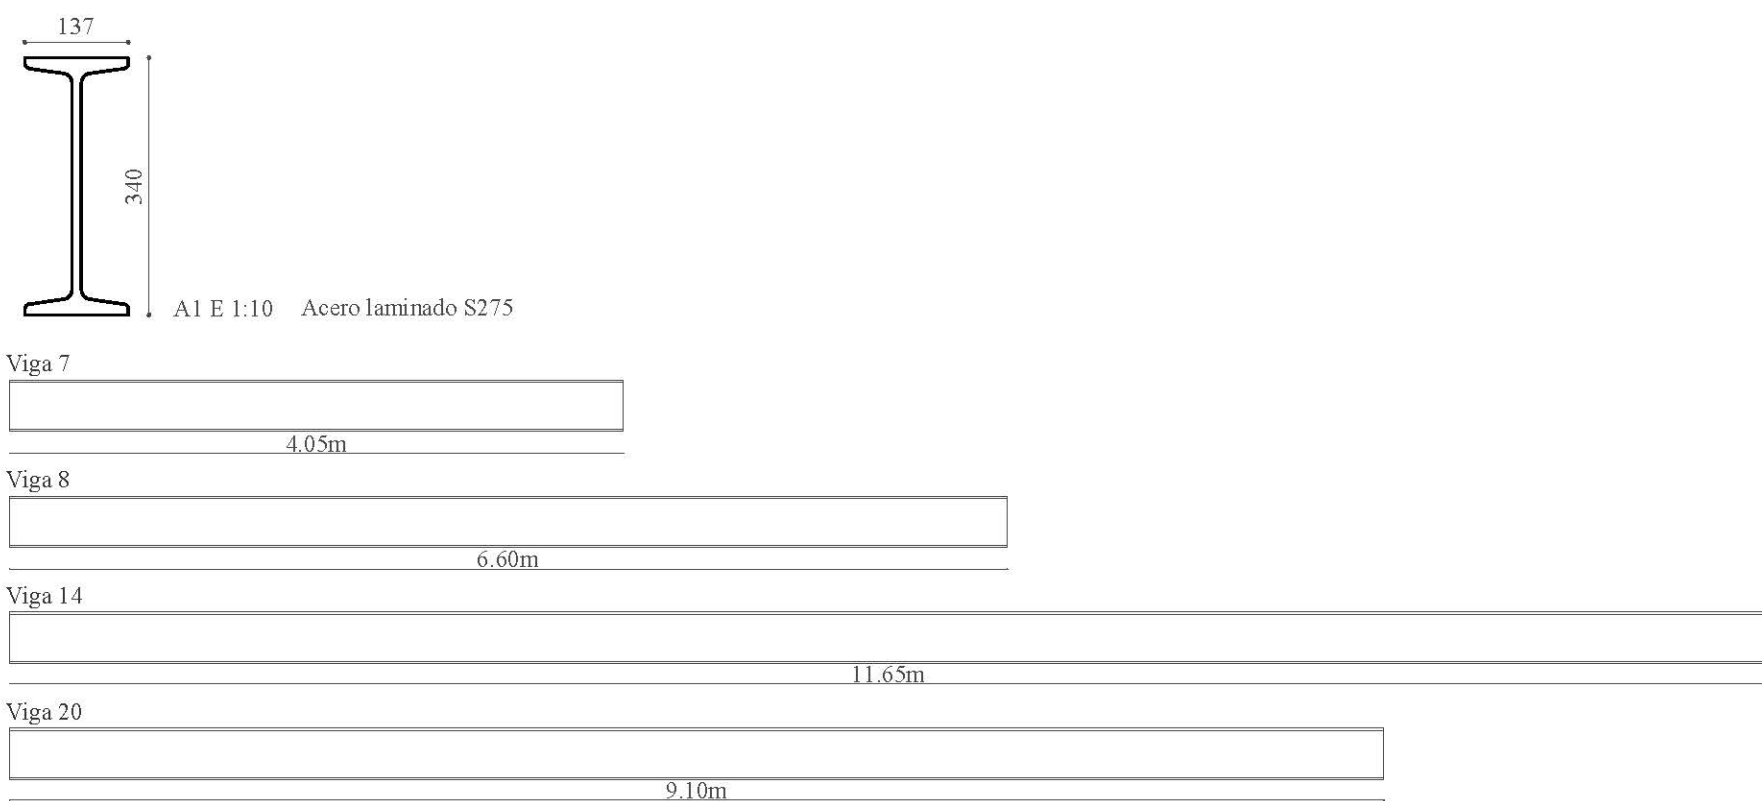 137
340
A1 E 1:10 Acero laminado S275
Viga 7
4.05m
Viga 8
6.60m
Viga 14
11.65m
Viga 20
9.10m